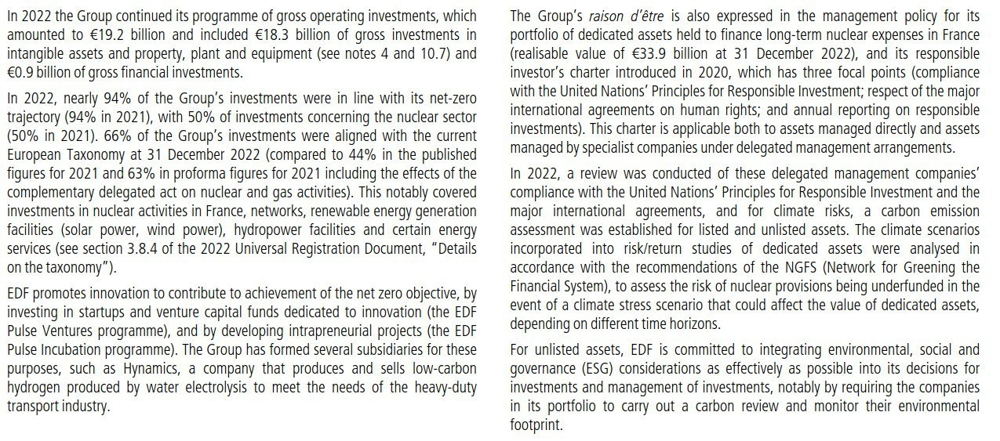 In 2022 the Group continued its programme of gross operating investments, which
amounted to €19.2 billion and included €18.3 billion of gross investments in
intangible assets and property, plant and equipment (see notes 4 and 10.7) and
€0.9 billion of gross financial investments.
In 2022, nearly 94% of the Group's investments were in line with its net-zero
trajectory (94% in 2021), with 50% of investments concerning the nuclear sector
(50% in 2021). 66% of the Group's investments were aligned with the current
European Taxonomy at 31 December 2022 (compared to 44% in the published
figures for 2021 and 63% in proforma figures for 2021 including the effects of the
complementary delegated act on nuclear and gas activities). This notably covered
investments in nuclear activities in France, networks, renewable energy generation
facilities (solar power, wind power), hydropower facilities and certain energy
services (see section 3.8.4 of the 2022 Universal Registration Document, "Details
on the taxonomy").
EDF promotes innovation to contribute to achievement of the net zero objective, by
investing in startups and venture capital funds dedicated to innovation (the EDF
Pulse Ventures programme), and by developing intrapreneurial projects (the EDF
Pulse Incubation programme). The Group has formed several subsidiaries for these
purposes, such as Hynamics, a company that produces and sells low-carbon
hydrogen produced by water electrolysis to meet the needs of the heavy-duty
transport industry.
The Group's raison d'être is also expressed in the management policy for its
portfolio of dedicated assets held to finance long-term nuclear expenses in France
(realisable value of €33.9 billion at 31 December 2022), and its responsible
investor's charter introduced in 2020, which has three focal points (compliance
with the United Nations' Principles for Responsible Investment; respect of the major
international agreements on human rights; and annual reporting on responsible
investments). This charter is applicable both to assets managed directly and assets
managed by specialist companies under delegated management arrangements.
In 2022, a review was conducted of these delegated management companies'
compliance with the United Nations' Principles for Responsible Investment and the
major international agreements, and for climate risks, a carbon emission
assessment was established for listed and unlisted assets. The climate scenarios
incorporated into risk/return studies of dedicated assets were analysed in
accordance with the recommendations of the NGFS (Network for Greening the
Financial System), to assess the risk of nuclear provisions being underfunded in the
event of a climate stress scenario that could affect the value of dedicated assets,
depending on different time horizons.
For unlisted assets, EDF is committed to integrating environmental, social and
governance (ESG) considerations as effectively as possible into its decisions for
investments and management of investments, notably by requiring the companies
in its portfolio to carry out a carbon review and monitor their environmental
footprint.